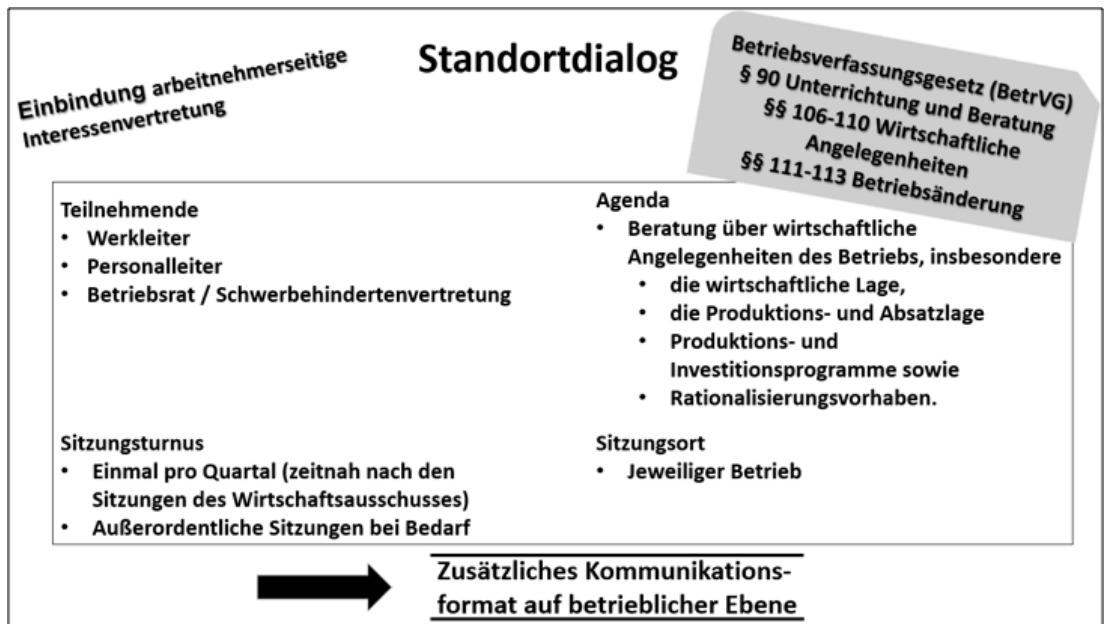 Einbindung arbeitnehmerseitige
Interessenvertretung
Standortdialog
Betriebsverfassungsgesetz (BetrVG)
§ 90 Unterrichtung und Beratung
§§ 106-110 Wirtschaftliche
Angelegenheiten
§§ 111-113 Betriebsänderung
Teilnehmende
• Werkleiter
• Personalleiter
• Betriebsrat / Schwerbehindertenvertretung
Agenda
• Beratung über wirtschaftliche
Angelegenheiten des Betriebs, insbesondere
• die wirtschaftliche Lage,
• die Produktions- und Absatzlage
• Produktions- und
Investitionsprogramme sowie
• Rationalisierungsvorhaben.
Sitzungsturnus
• Einmal pro Quartal (zeitnah nach den
Sitzungen des Wirtschaftsausschusses)
• Außerordentliche Sitzungen bei Bedarf
Sitzungsort
• Jeweiliger Betrieb
Zusätzliches Kommunikations-
format auf betrieblicher Ebene